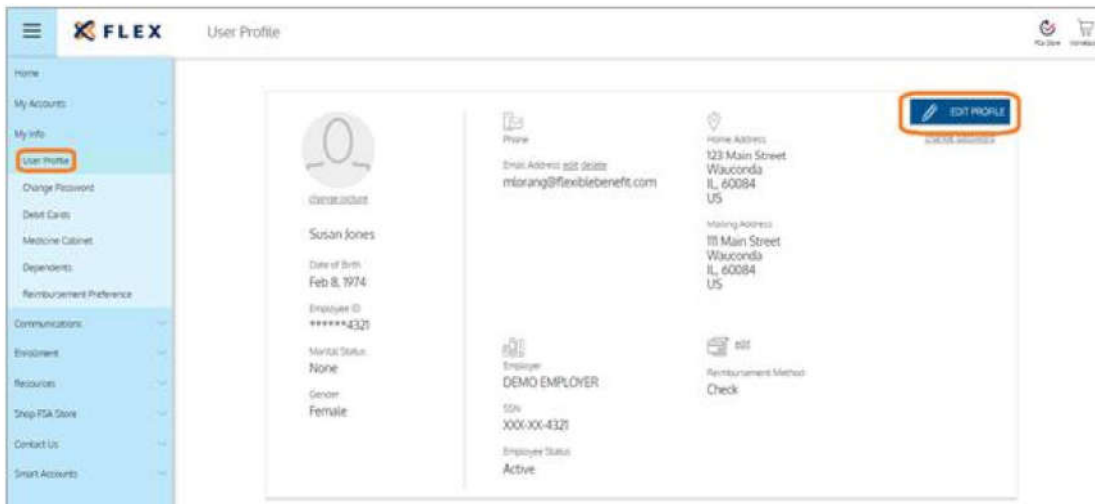 FLEX
User Profile
FSA Store
Home
My Accounts
My Info
User Profile
Change Password
Debit Cards
Medicine Cabinet
Dependents
Reimbursement Preference
Communications
Enrollment
Resources
Shop FSA Store
Contact Us
Smart Accounts
change picture
Susan Jones
Date of Birth
Feb 8, 1974
Employee ID
******4321
Marital Status
None
Gender
Female
Phone
Email Address edit delete
mlorang@flexiblebenefit.com
Employer
DEMO EMPLOYER
SSN
XXX-XX-4321
Employee Status
Active
EDIT PROFILE
Home Address
123 Main Street
Wauconda
IL, 60084
US
Mailing Address
111 Main Street
Wauconda
IL, 60084
US
edit
Reimbursement Method
Check